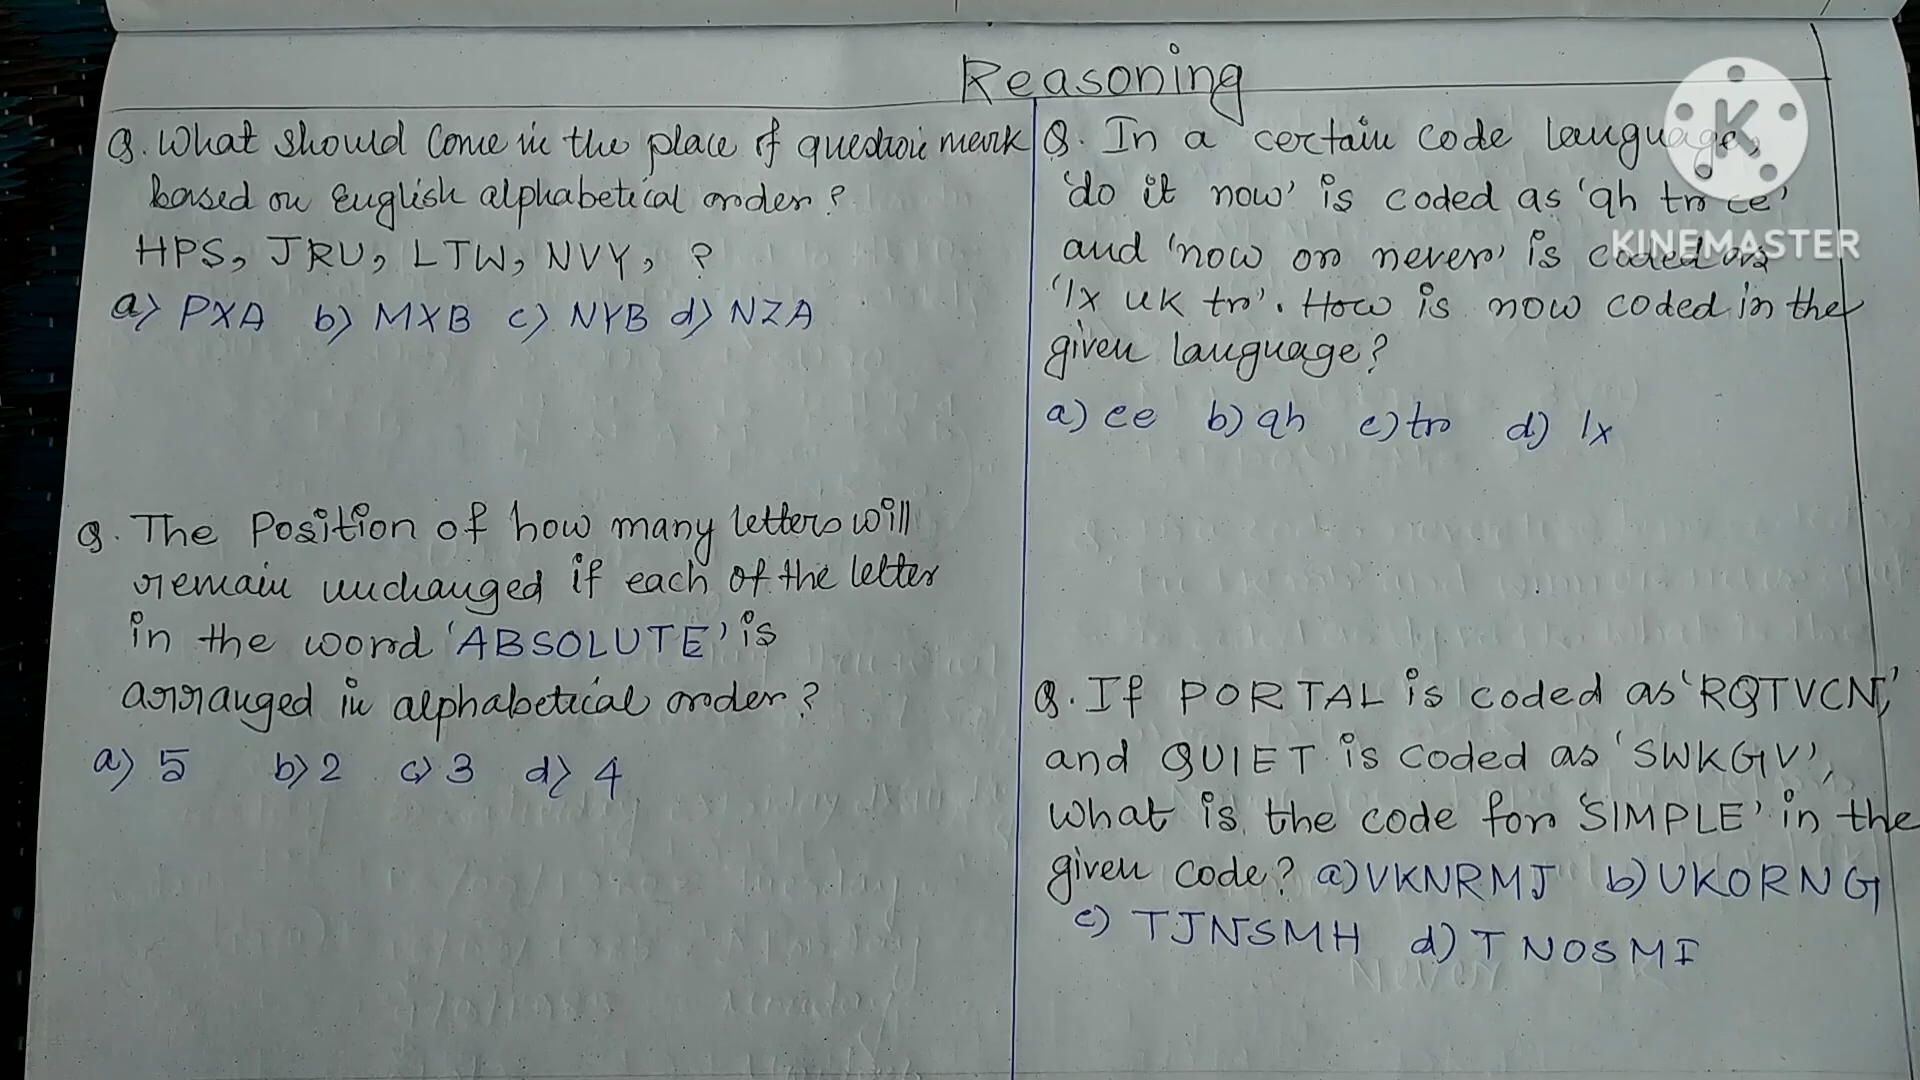 Reasoning
Q. What should come in the place of question mark
based on English alphabetical order?
HPS, JRU, LTW, NVY, ?
a) PXA b) MXB c) NYB d) NZA
Q. The Position of how many letters will
remain unchanged if each of the letter
in the word 'ABSOLUTE' is
arranged in alphabetical order?
a) 5 b) 2 c) 3 d) 4
Q. In a certain code language,
'do it now' is coded as 'qh tr ce'
and 'now or never' is coded as
'lx uk tr'. How is now coded in the
given language?
a) ce b) qh c) tr d) lx
Q. If PORTAL is coded as 'RQTVCN,'
and QUIET is coded as 'SWKGV',
what is the code for 'SIMPLE' in the
given code? a) VKNRMJ b) UKORNG
c) TJNSMH d) TNOSMI
K
KINEMASTER